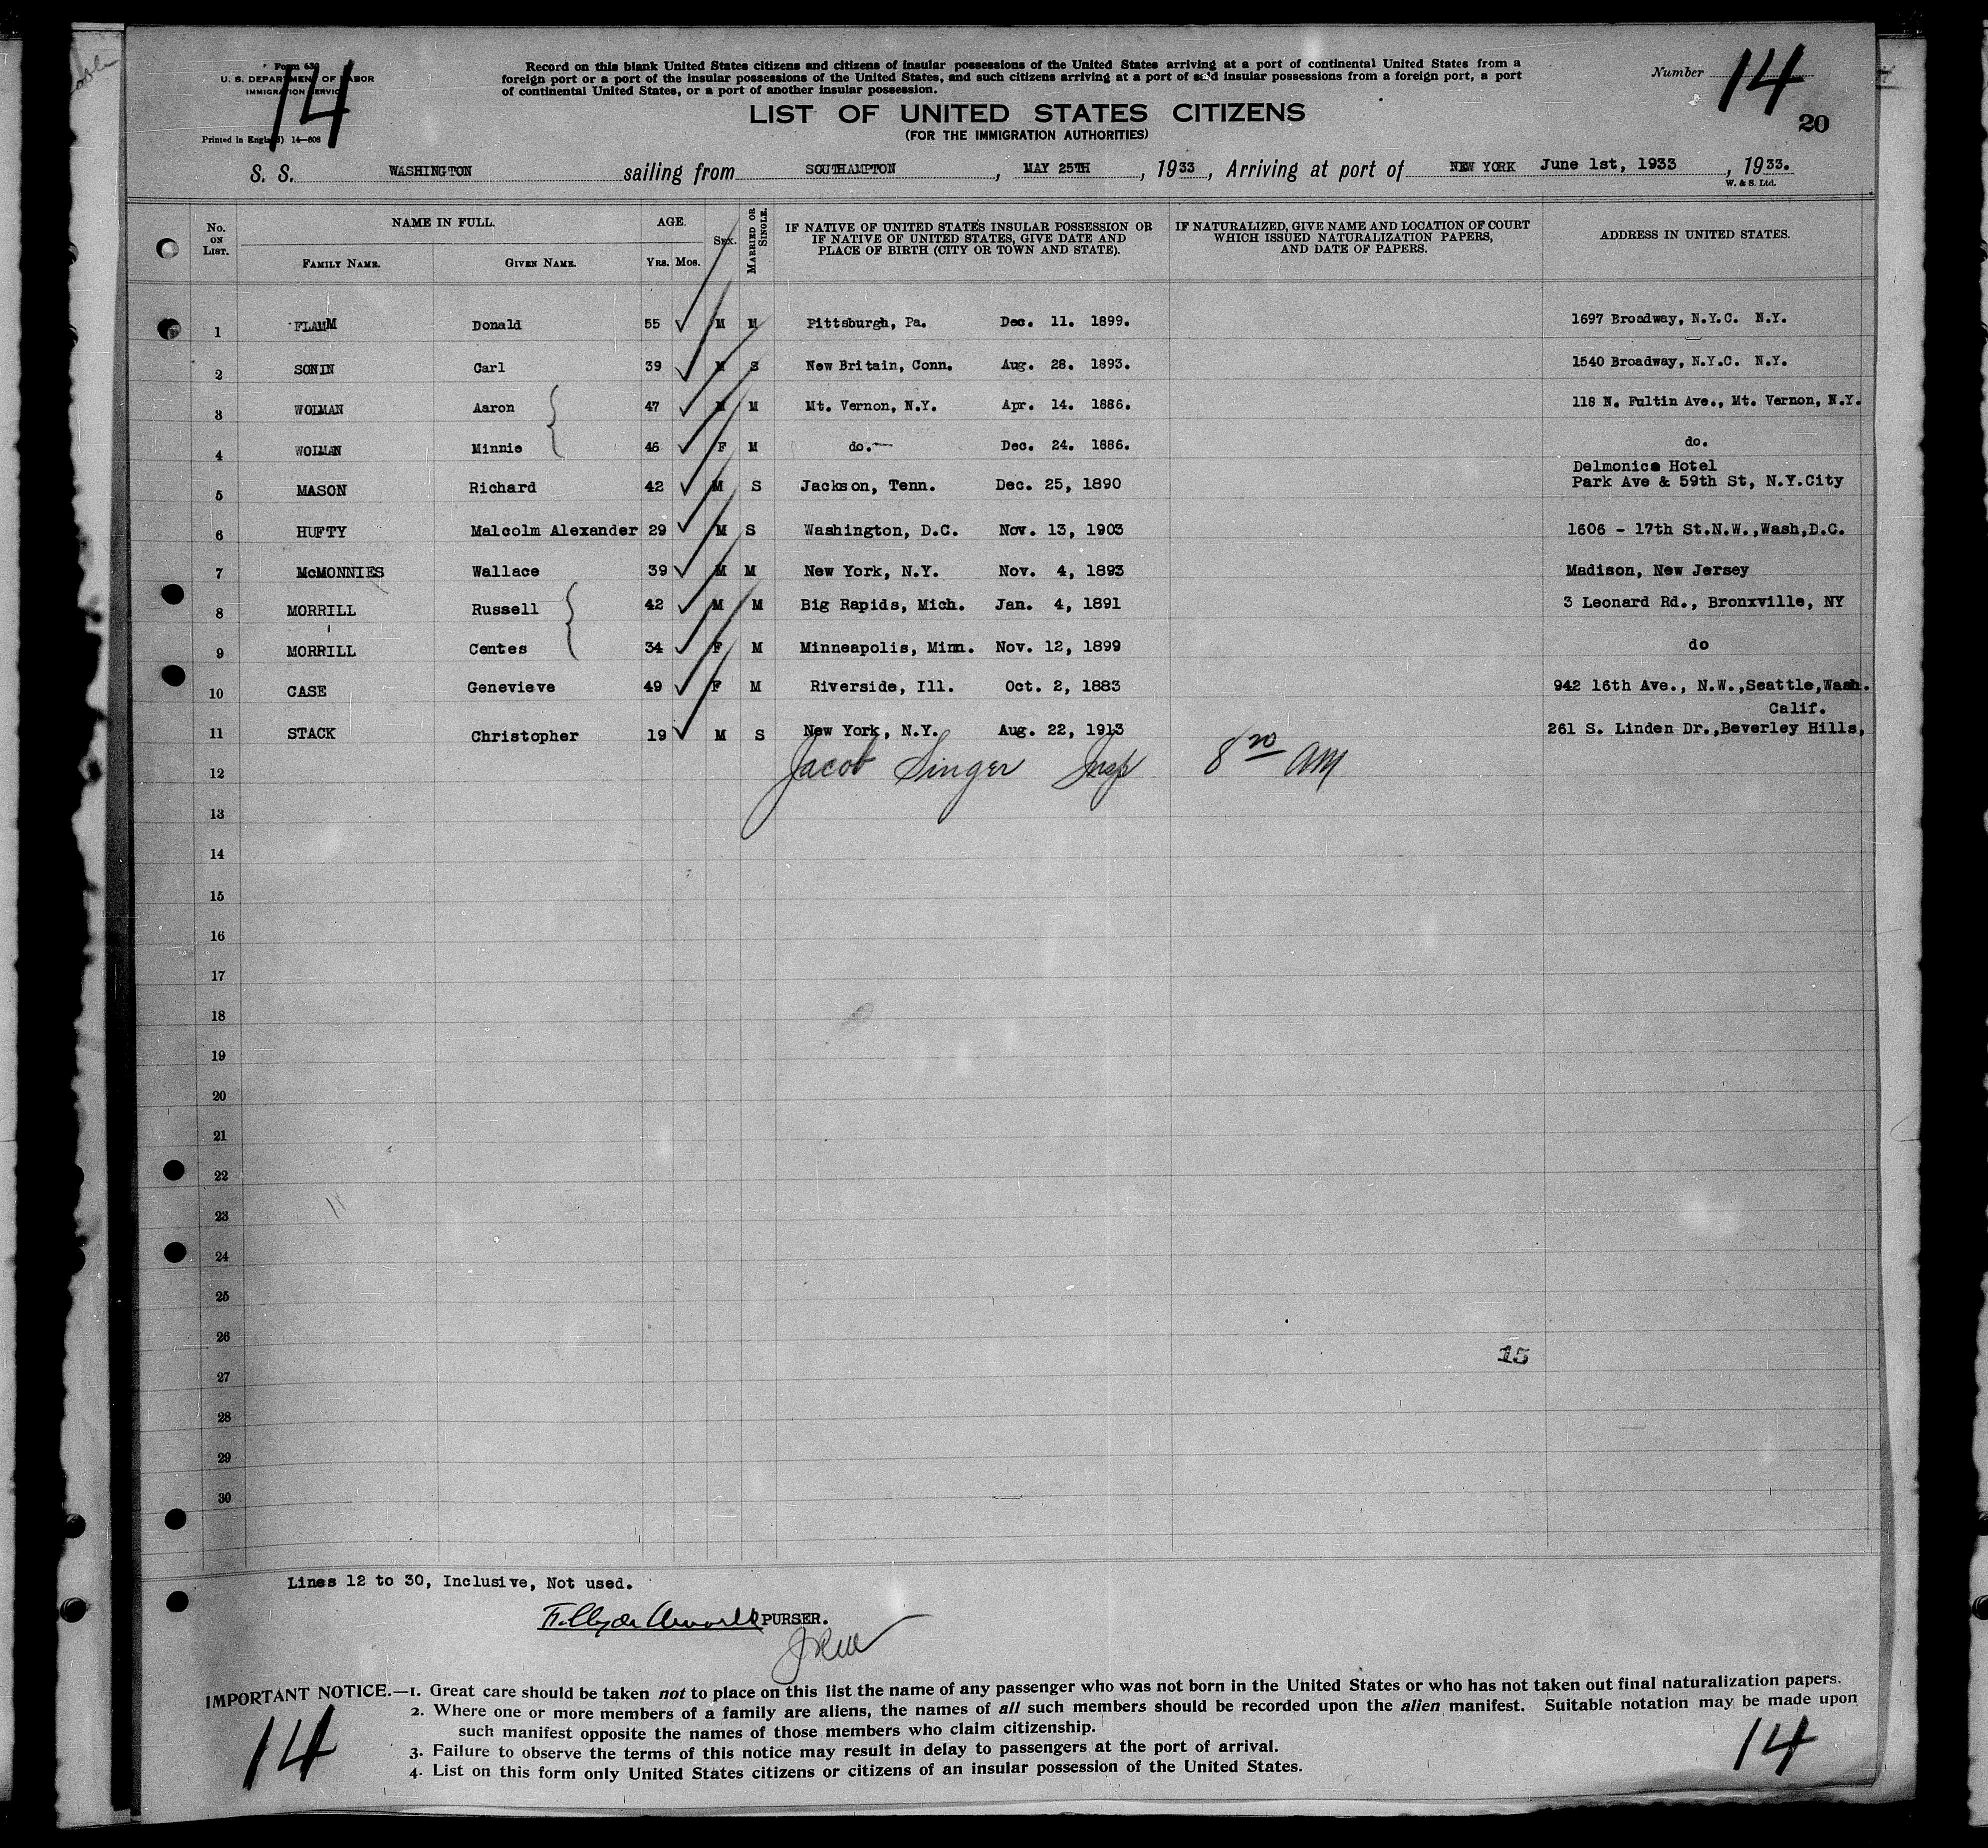 Form 630
U. S. DEPARTMENT OF LABOR
IMMIGRATION SERVICE
14
Printed in England) 14—608
Record on this blank United States citizens and citizens of insular possessions of the United States arriving at a port of continental United States from a
foreign port or a port of the insular possessions of the United States, and such citizens arriving at a port of said insular possessions from a foreign port, a port
of continental United States, or a port of another insular possession.
Number 14
20
LIST OF UNITED STATES CITIZENS
(FOR THE IMMIGRATION AUTHORITIES)
S. S. WASHINGTON sailing from SOUTHAMPTON, MAY 25TH, 1933, Arriving at port of NEW YORK June 1st, 1933, 1933.
W. & S. Ltd.
No. ON LIST. NAME IN FULL. FAMILY NAME. GIVEN NAME. AGE. YRS. MOS. SEX. MARRIED OR SINGLE. IF NATIVE OF UNITED STATES INSULAR POSSESSION OR IF NATIVE OF UNITED STATES, GIVE DATE AND PLACE OF BIRTH (CITY OR TOWN AND STATE). IF NATURALIZED, GIVE NAME AND LOCATION OF COURT WHICH ISSUED NATURALIZATION PAPERS, AND DATE OF PAPERS. ADDRESS IN UNITED STATES.
1 FLAMM Donald 55 ✓ M M Pittsburgh, Pa. Dec. 11. 1899. 1697 Broadway, N.Y.C. N.Y.
2 SONIN Carl 39 ✓ M S New Britain, Conn. Aug. 28. 1893. 1540 Broadway, N.Y.C. N.Y.
3 WOLMAN Aaron 47 ✓ M M Mt. Vernon, N.Y. Apr. 14. 1886. 118 N. Fultin Ave., Mt. Vernon, N.Y.
4 WOLMAN Minnie 46 ✓ F M do.— Dec. 24. 1886. do.
5 MASON Richard 42 ✓ M S Jackson, Tenn. Dec. 25, 1890 Delmonico Hotel
Park Ave & 59th St, N.Y.City
6 HUFTY Malcolm Alexander 29 ✓ M S Washington, D.C. Nov. 13, 1903 1606 - 17th St.N.W.,Wash,D.C.
7 McMONNIES Wallace 39 ✓ M M New York, N.Y. Nov. 4, 1893 Madison, New Jersey
8 MORRILL Russell 42 ✓ M M Big Rapids, Mich. Jan. 4, 1891 3 Leonard Rd., Bronxville, NY
9 MORRILL Centes 34 ✓ F M Minneapolis, Minn. Nov. 12, 1899 do
10 CASE Genevieve 49 ✓ F M Riverside, Ill. Oct. 2, 1883 942 16th Ave., N.W.,Seattle,Wash.
Calif.
11 STACK Christopher 19 ✓ M S New York, N.Y. Aug. 22, 1913 261 S. Linden Dr.,Beverley Hills,
12 Jacob Singer Insp 8 AM
13
14
15
16
17
18
19
20
21
22
23
24
25
26
15
27
28
29
30
Lines 12 to 30, Inclusive, Not used.
PURSER.
IMPORTANT NOTICE.—1. Great care should be taken not to place on this list the name of any passenger who was not born in the United States or who has not taken out final naturalization papers.
2. Where one or more members of a family are aliens, the names of all such members should be recorded upon the alien manifest. Suitable notation may be made upon
such manifest opposite the names of those members who claim citizenship.
3. Failure to observe the terms of this notice may result in delay to passengers at the port of arrival.
4. List on this form only United States citizens or citizens of an insular possession of the United States.
14
14